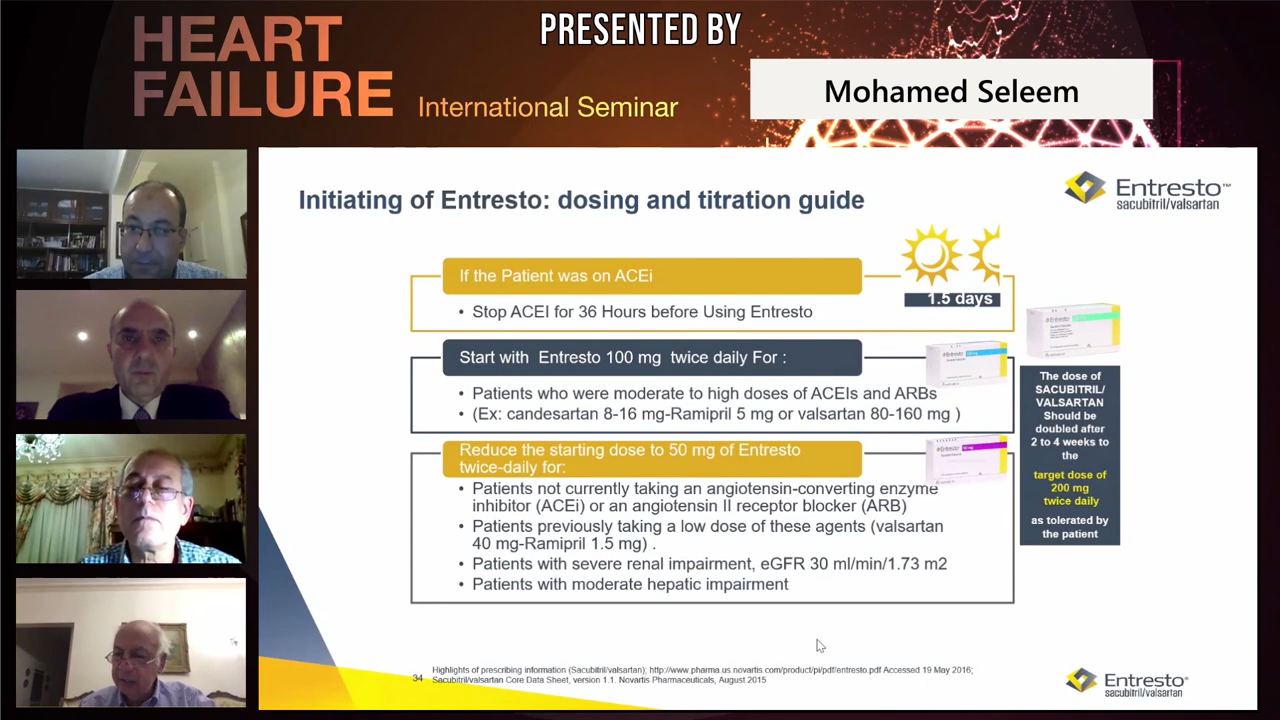 HEART
FAILURE
International Seminar
PRESENTED BY
Mohamed Seleem
Initiating of Entresto: dosing and titration guide
Entresto™
sacubitril/valsartan
If the Patient was on ACEi
• Stop ACEI for 36 Hours before Using Entresto
1.5 days
Start with Entresto 100 mg twice daily For :
• Patients who were moderate to high doses of ACEIs and ARBs
• (Ex: candesartan 8-16 mg-Ramipril 5 mg or valsartan 80-160 mg )
Reduce the starting dose to 50 mg of Entresto
twice-daily for:
• Patients not currently taking an angiotensin-converting enzyme
inhibitor (ACEi) or an angiotensin II receptor blocker (ARB)
• Patients previously taking a low dose of these agents (valsartan
40 mg-Ramipril 1.5 mg) .
• Patients with severe renal impairment, eGFR 30 ml/min/1.73 m2
• Patients with moderate hepatic impairment
Entresto
Entresto
Entresto
The dose of
SACUBITRIL/
VALSARTAN
Should be
doubled after
2 to 4 weeks to
the
target dose of
200 mg
twice daily
as tolerated by
the patient
34
Highlights of prescribing information (Sacubitril/valsartan); http://www.pharma.us.novartis.com/product/pi/pdf/entresto.pdf Accessed 19 May 2016;
Sacubitril/valsartan Core Data Sheet, version 1.1. Novartis Pharmaceuticals, August 2015
Entresto®
sacubitril/valsartan